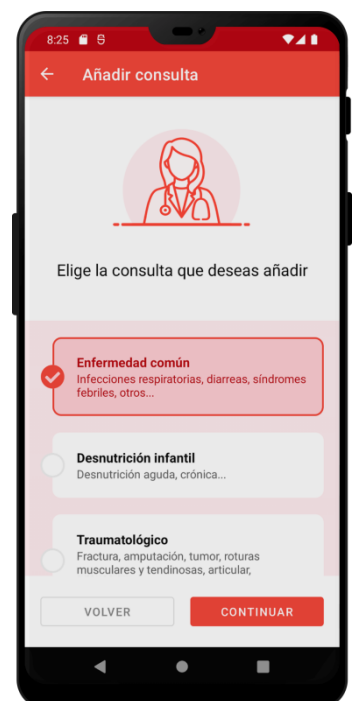 8:25
Añadir consulta
Elige la consulta que deseas añadir
Enfermedad común
Infecciones respiratorias, diarreas, síndromes
febriles, otros...
Desnutrición infantil
Desnutrición aguda, crónica...
Traumatológico
Fractura, amputación, tumor, roturas
musculares y tendinosas, articular,
VOLVER
CONTINUAR